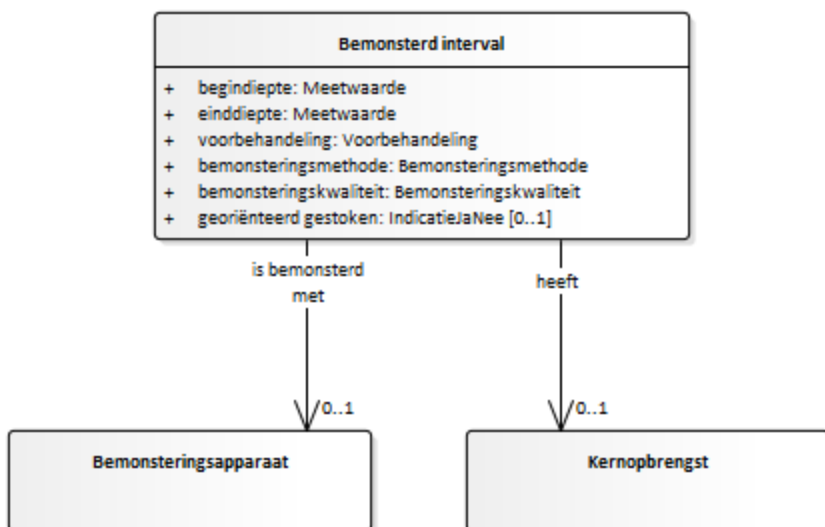 Bemonsterd interval
+ begindiepte: Meetwaarde
+ einddiepte: Meetwaarde
+ voorbehandeling: Voorbehandeling
+ bemonsteringsmethode: Bemonsteringsmethode
+ bemonsteringskwaliteit: Bemonsteringskwaliteit
+ georiënteerd gestoken: IndicatieJaNee [0..1]
is bemonsterd
met
heeft
0..1
0..1
Bemonsteringsapparaat
Kernopbrengst